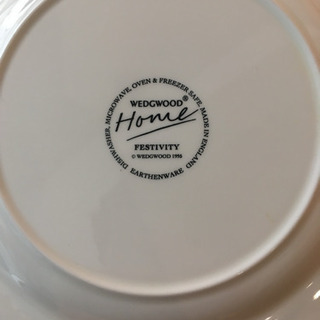 DISHWASHER, MICROWAVE, OVEN & FREEZER SAFE, MADE IN ENGLAND
WEDGWOOD®
Home
FESTIVITY
© WEDGWOOD 1998
EARTHENWARE